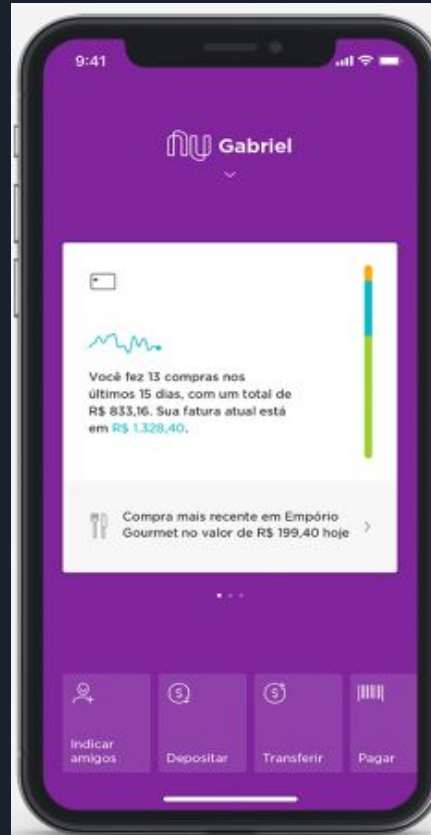 9:41
nu Gabriel
Você fez 13 compras nos
últimos 15 dias, com um total de
R$ 833,16. Sua fatura atual está
em R$ 1.328,40.
Compra mais recente em Empório
Gourmet no valor de R$ 199,40 hoje
Indicar
amigos
Depositar
Transferir
Pagar